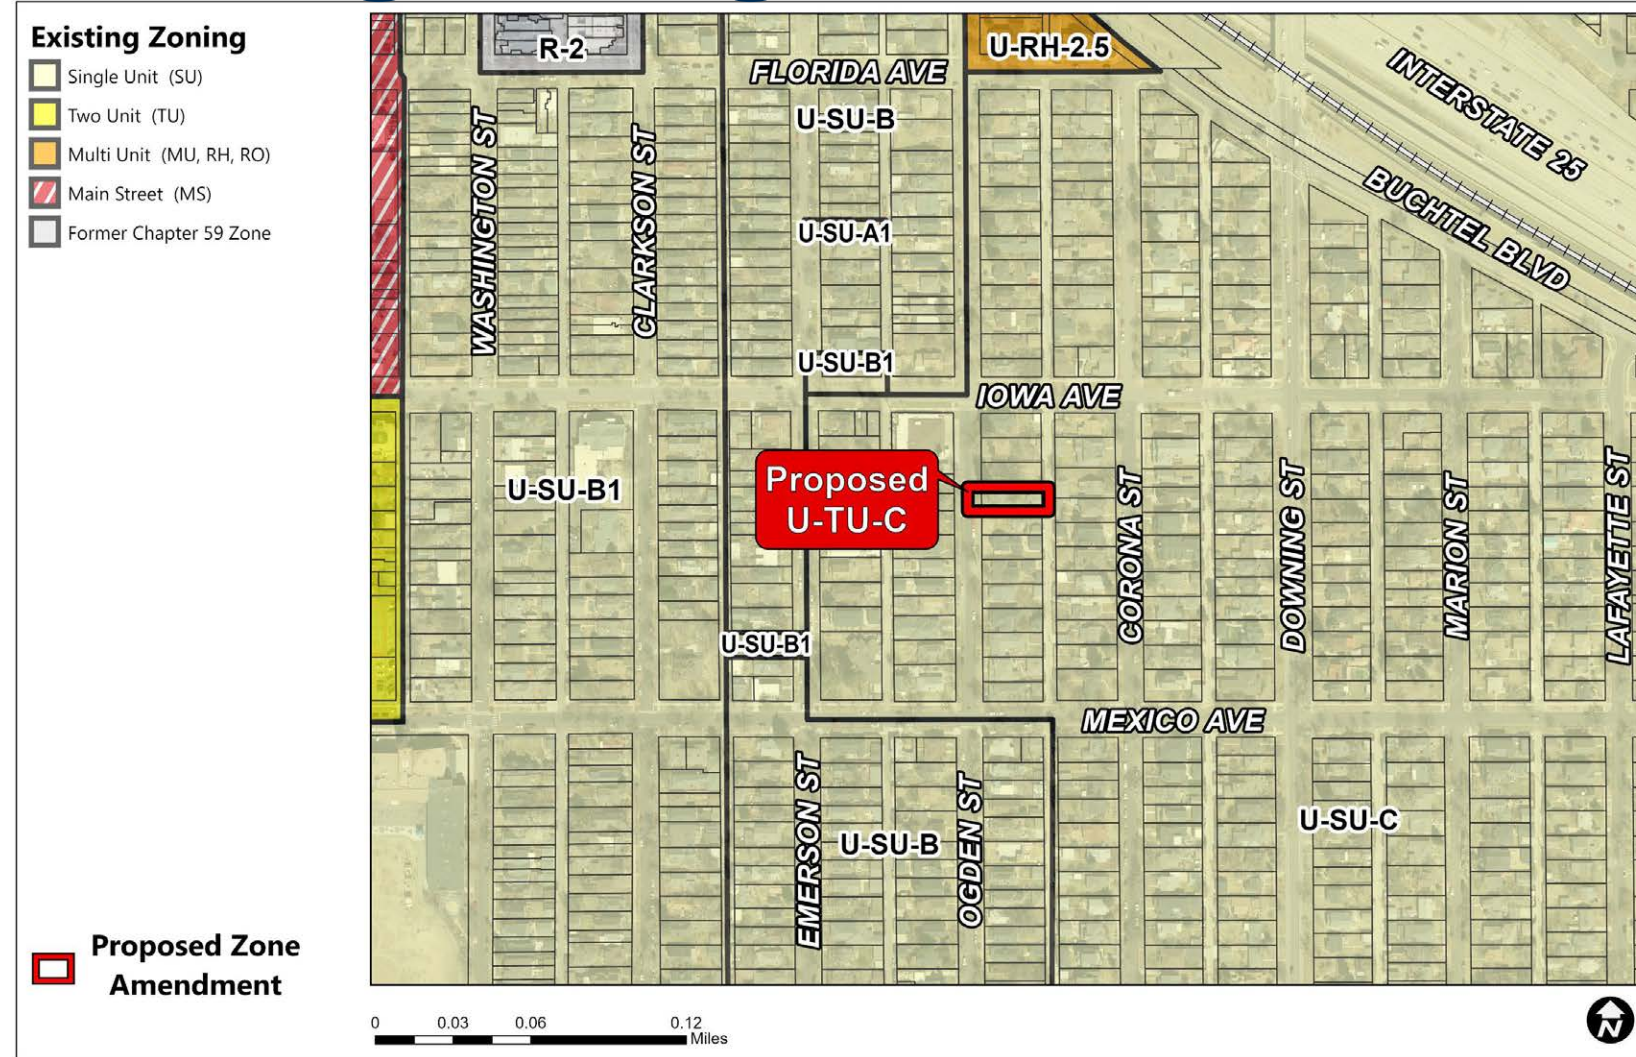 Existing Zoning
Single Unit (SU)
Two Unit (TU)
Multi Unit (MU, RH, RO)
Main Street (MS)
Former Chapter 59 Zone
R-2
U-RH-2.5
FLORIDA AVE
INTERSTATE 25
U-SU-B
WASHINGTON ST
CLARKSON ST
BUCHTEL BLVD
U-SU-A1
U-SU-B1
IOWA AVE
U-SU-B1
Proposed
U-TU-C
CORONA ST
DOWNING ST
MARION ST
LAFAYETTE ST
U-SU-B1
MEXICO AVE
EMERSON ST
U-SU-B
OGDEN ST
U-SU-C
Proposed Zone
Amendment
0 0.03 0.06 0.12
Miles
N